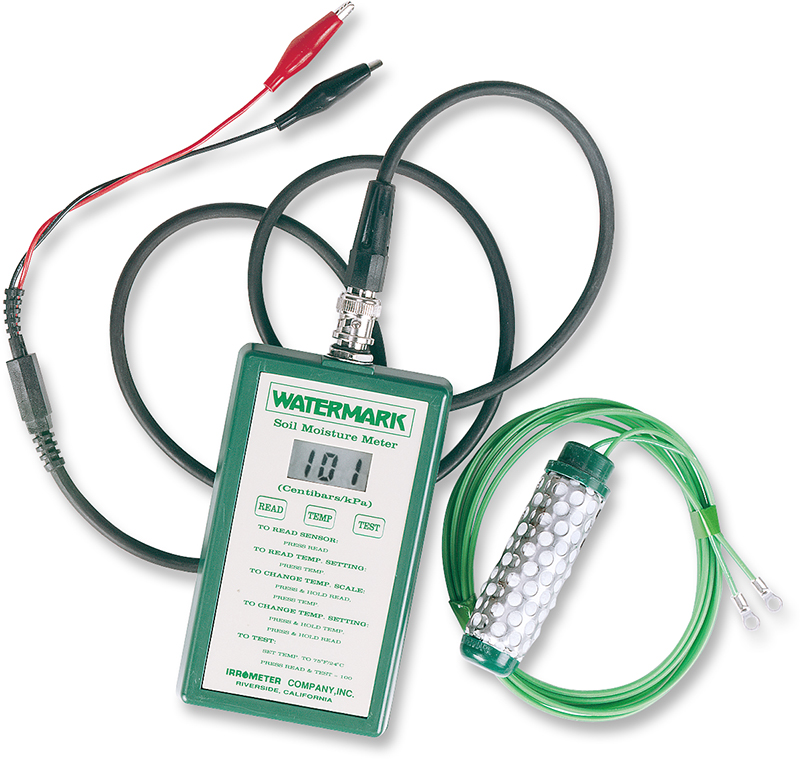 WATERMARK
Soil Moisture Meter
101
(Centibars/kPa)
READ TEMP TEST
TO READ SENSOR:
PRESS READ
TO READ TEMP. SETTING:
PRESS TEMP.
TO CHANGE TEMP. SCALE:
PRESS & HOLD READ,
PRESS TEMP
TO CHANGE TEMP. SETTING:
PRESS & HOLD TEMP,
PRESS & HOLD READ
TO TEST:
SET TEMP. TO 75°F/24°C
PRESS READ & TEST - 100
IRROMETER COMPANY, INC.
RIVERSIDE, CALIFORNIA